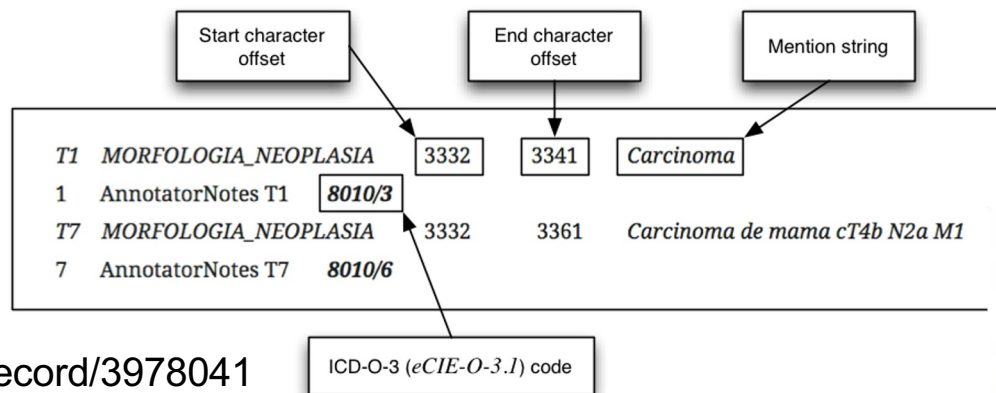 Start character
offset
End character
offset
Mention string
T1 MORFOLOGIA_NEOPLASIA 3332 3341 Carcinoma
1 AnnotatorNotes T1 8010/3
T7 MORFOLOGIA_NEOPLASIA 3332 3361 Carcinoma de mama cT4b N2a M1
7 AnnotatorNotes T7 8010/6
ICD-O-3 (eCIE-O-3.1) code
ecord/3978041